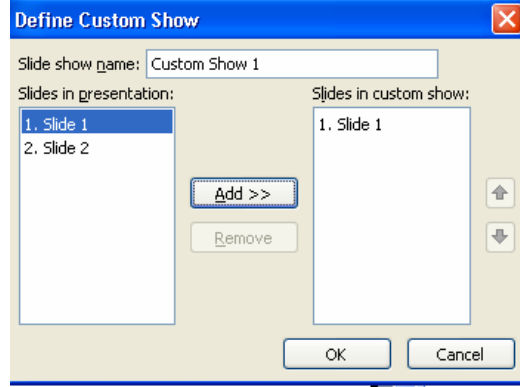 Define Custom Show
Slide show name: Custom Show 1
Slides in presentation:
Slides in custom show:
1. Slide 1
2. Slide 2
1. Slide 1
Add >>
Remove
OK
Cancel